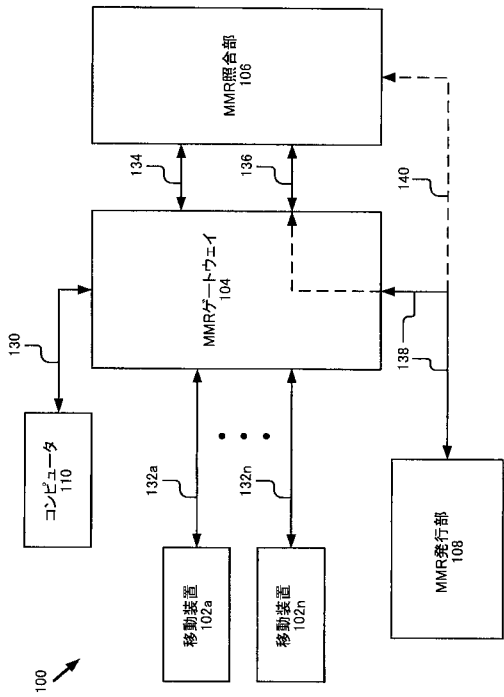 100
コンピュータ
110
130
移動装置
102a
132a
移動装置
102n
132n
MMRゲートウェイ
104
134
136
MMR照合部
106
138
140
MMR発行部
108